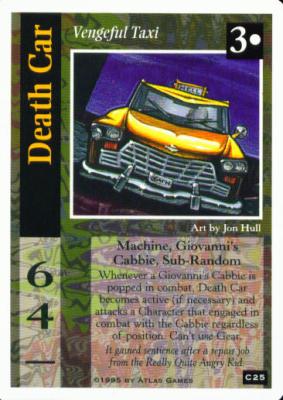 Death Car
Vengeful Taxi
3•
HELL
Art by Jon Hull
Machine, Giovanni's
Cabbie, Sub-Random
6
4
—
Whenever a Giovanni's Cabbie is
popped in combat, Death Car
becomes active (if necessary) and
attacks a Character that engaged in
combat with the Cabbie regardless
of position. Can't use Gear.
It gained sentience after a repair job
from the Really Quite Angry Kid
©1995 BY ATLAS GAMES
C25